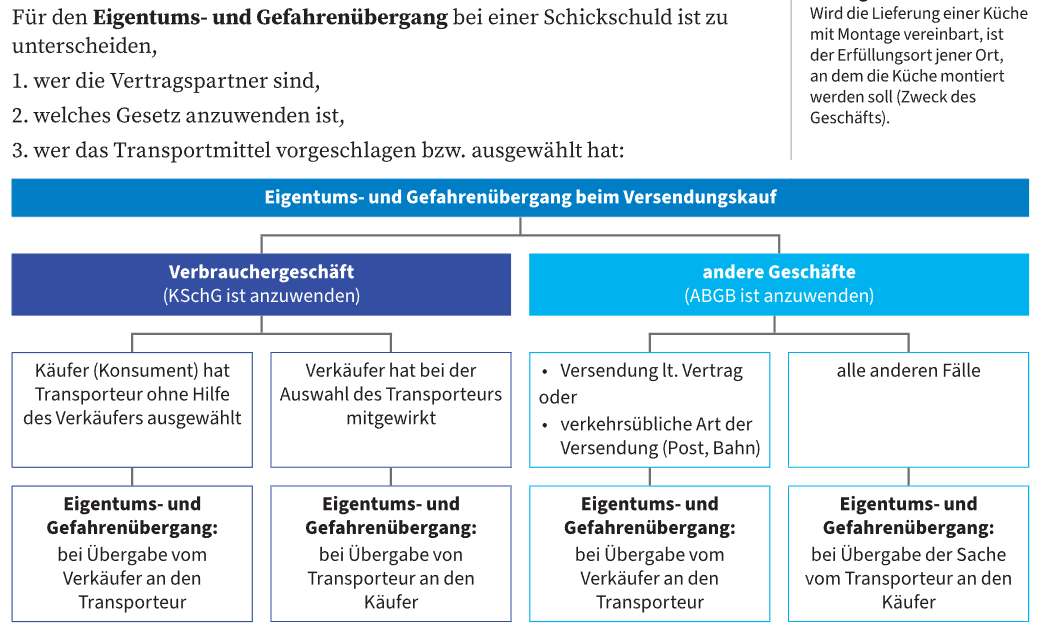 Für den Eigentums- und Gefahrenübergang bei einer Schickschuld ist zu
unterscheiden,
1. wer die Vertragspartner sind,
2. welches Gesetz anzuwenden ist,
3. wer das Transportmittel vorgeschlagen bzw. ausgewählt hat:
Wird die Lieferung einer Küche
mit Montage vereinbart, ist
der Erfüllungsort jener Ort,
an dem die Küche montiert
werden soll (Zweck des
Geschäfts).
Eigentums- und Gefahrenübergang beim Versendungskauf
Verbrauchergeschäft
(KSchG ist anzuwenden)
andere Geschäfte
(ABGB ist anzuwenden)
Käufer (Konsument) hat
Transporteur ohne Hilfe
des Verkäufers ausgewählt
Verkäufer hat bei der
Auswahl des Transporteurs
mitgewirkt
• Versendung lt. Vertrag
oder
• verkehrsübliche Art der
Versendung (Post, Bahn)
alle anderen Fälle
Eigentums- und
Gefahrenübergang:
bei Übergabe vom
Verkäufer an den
Transporteur
Eigentums- und
Gefahrenübergang:
bei Übergabe von
Transporteur an den
Käufer
Eigentums- und
Gefahrenübergang:
bei Übergabe vom
Verkäufer an den
Transporteur
Eigentums- und
Gefahrenübergang:
bei Übergabe der Sache
vom Transporteur an den
Käufer